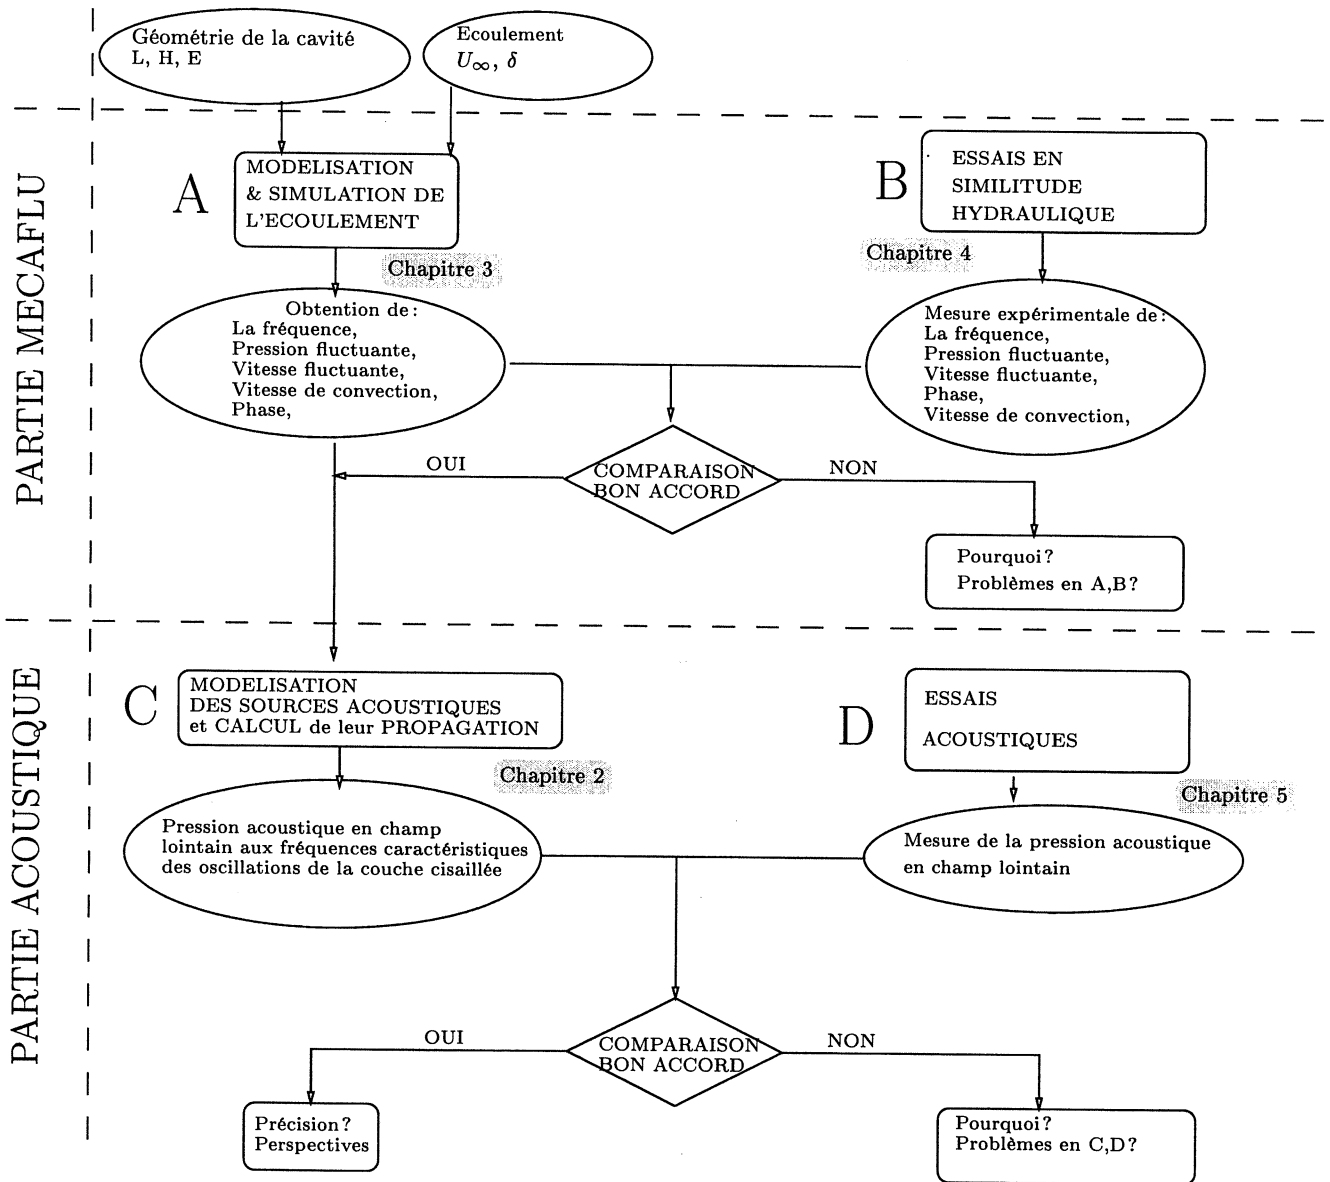 Géométrie de la cavité
L, H, E
Ecoulement
U∞, δ
PARTIE MECAFLU
A
MODELISATION
& SIMULATION DE
L'ECOULEMENT
B
ESSAIS EN
SIMILITUDE
HYDRAULIQUE
Chapitre 3
Chapitre 4
Obtention de:
La fréquence,
Pression fluctuante,
Vitesse fluctuante,
Vitesse de convection,
Phase,
Mesure expérimentale de:
La fréquence,
Pression fluctuante,
Vitesse fluctuante,
Phase,
Vitesse de convection,
OUI
COMPARAISON
BON ACCORD
NON
Pourquoi?
Problèmes en A,B?
PARTIE ACOUSTIQUE
C
MODELISATION
DES SOURCES ACOUSTIQUES
et CALCUL de leur PROPAGATION
D
ESSAIS
ACOUSTIQUES
Chapitre 2
Chapitre 5
Pression acoustique en champ
lointain aux fréquences caractéristiques
des oscillations de la couche cisaillée
Mesure de la pression acoustique
en champ lointain
OUI
COMPARAISON
BON ACCORD
NON
Précision?
Perspectives
Pourquoi?
Problèmes en C,D?